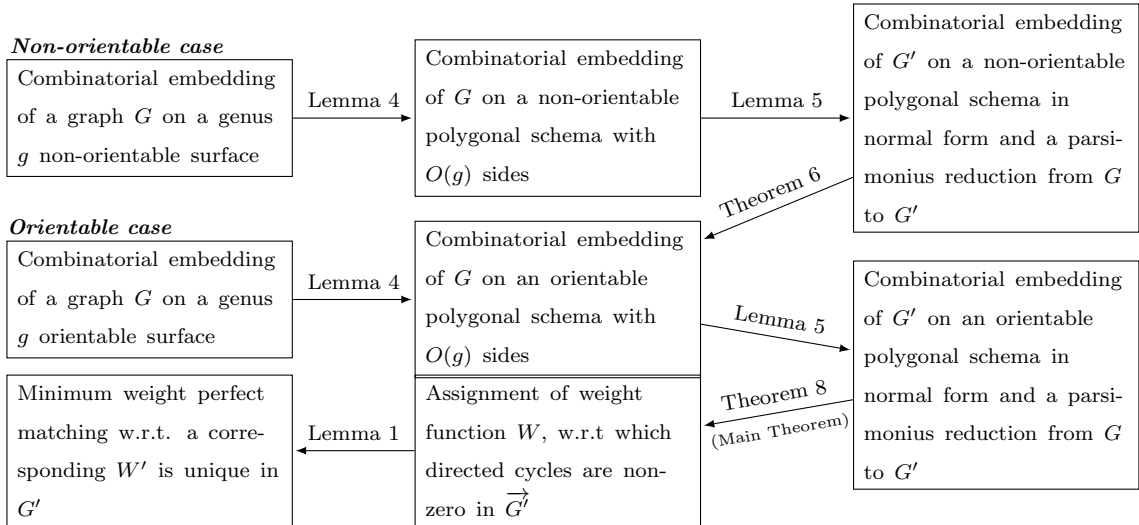 Non-orientable case
Combinatorial embedding
of a graph G on a genus
g non-orientable surface
Lemma 4
Combinatorial embedding
of G on a non-orientable
polygonal schema with
O(g) sides
Lemma 5
Combinatorial embedding
of G′ on a non-orientable
polygonal schema in
normal form and a parsi-
monius reduction from G
to G′
Theorem 6
Orientable case
Combinatorial embedding
of a graph G on a genus
g orientable surface
Lemma 4
Combinatorial embedding
of G on an orientable
polygonal schema with
O(g) sides
Lemma 5
Combinatorial embedding
of G′ on an orientable
polygonal schema in
normal form and a parsi-
monius reduction from G
to G′
Theorem 8
(Main Theorem)
Assignment of weight
function W, w.r.t which
directed cycles are non-
zero in G⃗′
Lemma 1
Minimum weight perfect
matching w.r.t. a corre-
sponding W′ is unique in
G′